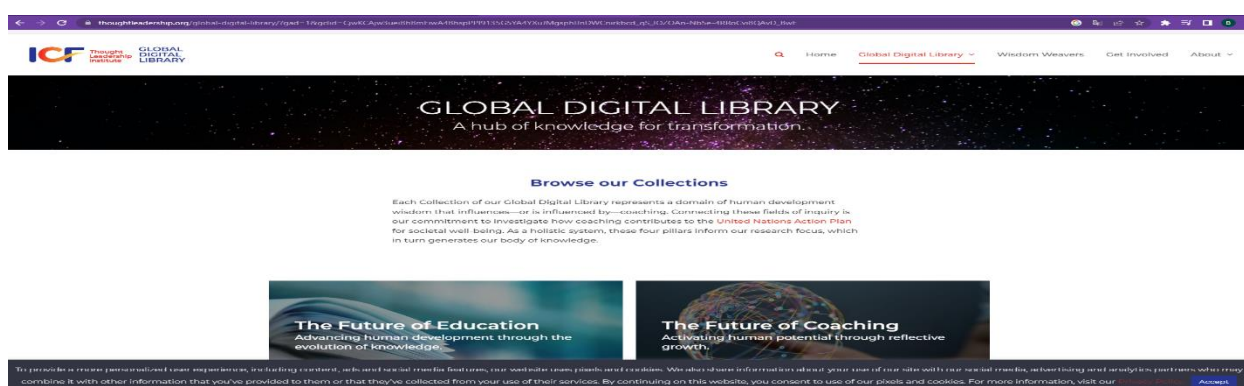 thoughtleadership.org/global-digital-library/?gad=1&gclid=
ICF Thought Leadership Institute
GLOBAL DIGITAL LIBRARY
Home Global Digital Library Wisdom Weavers Get Involved About
GLOBAL DIGITAL LIBRARY
A hub of knowledge for transformation.
Browse our Collections
Each Collection of our Global Digital Library represents a domain of human development
wisdom that influences—or is influenced by—coaching. Connecting these fields of inquiry is
our commitment to investigate how coaching contributes to the United Nations Action Plan
for societal well-being. As a holistic system, these four pillars inform our research focus, which
in turn generates our body of knowledge.
The Future of Education
Advancing human development through the
evolution of knowledge.
The Future of Coaching
Activating human potential through reflective
growth.
To provide a more personalized user experience, including content, ads and social media features, our website uses pixels and cookies. We also share information about your use of our site with our social media, advertising and analytics partners who may
combine it with other information that you've provided to them or that they've collected from your use of their services. By continuing on this website, you consent to use of our pixels and cookies. For more information, visit our
Accept